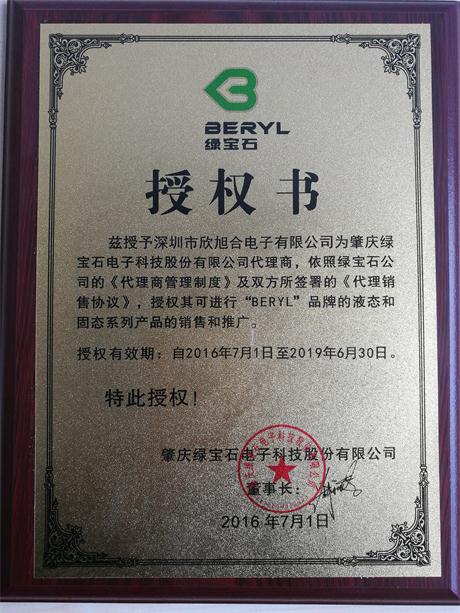 BERYL
绿宝石
授权书
兹授予深圳市欣旭合电子有限公司为肇庆绿
宝石电子科技股份有限公司代理商，依照绿宝石公
司的《代理商管理制度》及双方所签署的《代理销
售协议》，授权其可进行“BERYL”品牌的液态和
固态系列产品的销售和推广。
授权有效期：自2016年7月1日至2019年6月30日。
特此授权！
肇庆绿宝石电子科技股份有限公司
董事长：
2016年7月1日